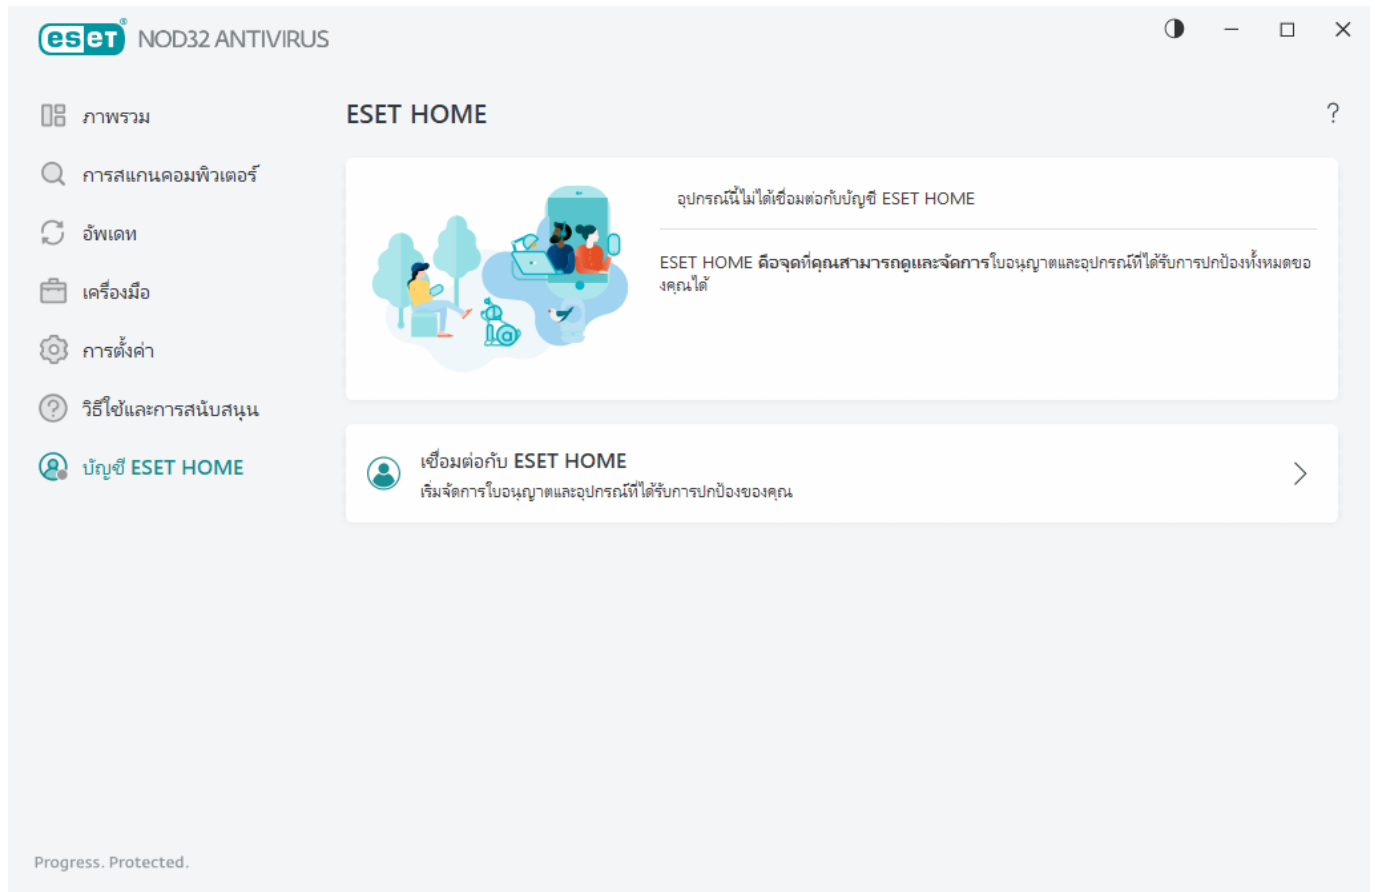 eseт® NOD32 ANTIVIRUS
ภาพรวม
การสแกนคอมพิวเตอร์
อัพเดท
เครื่องมือ
การตั้งค่า
วิธีใช้และการสนับสนุน
บัญชี ESET HOME
ESET HOME
?
อุปกรณ์นี้ไม่ได้เชื่อมต่อกับบัญชี ESET HOME
ESET HOME คือจุดที่คุณสามารถดูและจัดการใบอนุญาตและอุปกรณ์ที่ได้รับการปกป้องทั้งหมดขอ
งคุณได้
เชื่อมต่อกับ ESET HOME
เริ่มจัดการใบอนุญาตและอุปกรณ์ที่ได้รับการปกป้องของคุณ
Progress. Protected.